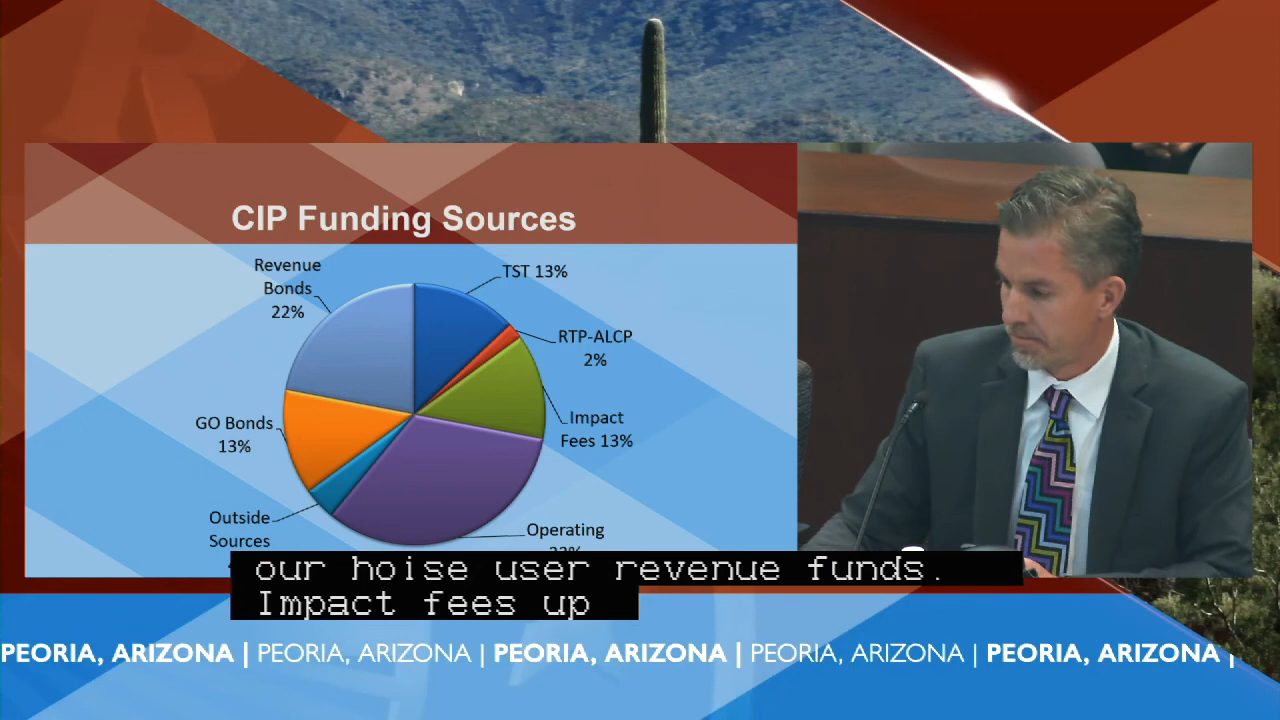 CIP Funding Sources
Revenue
Bonds
22%
TST 13%
RTP-ALCP
2%
Impact
Fees 13%
GO Bonds
13%
Outside
Sources
Operating
our hoise user revenue funds.
Impact fees up
PEORIA, ARIZONA | PEORIA, ARIZONA | PEORIA, ARIZONA | PEORIA, ARIZONA | PEORIA, ARIZONA |